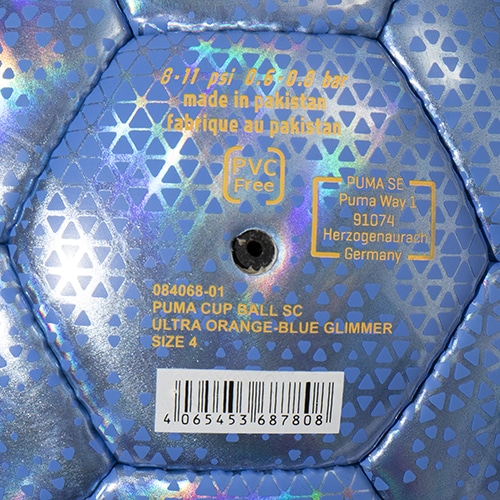 8-11 psi 0.6-0.8 bar
made in pakistan
fabrique au pakistan
PVC
Free
PUMA SE
Puma Way 1
91074
Herzogenaurach
Germany
084068-01
PUMA CUP BALL SC
ULTRA ORANGE-BLUE GLIMMER
SIZE 4
4 065453 687808